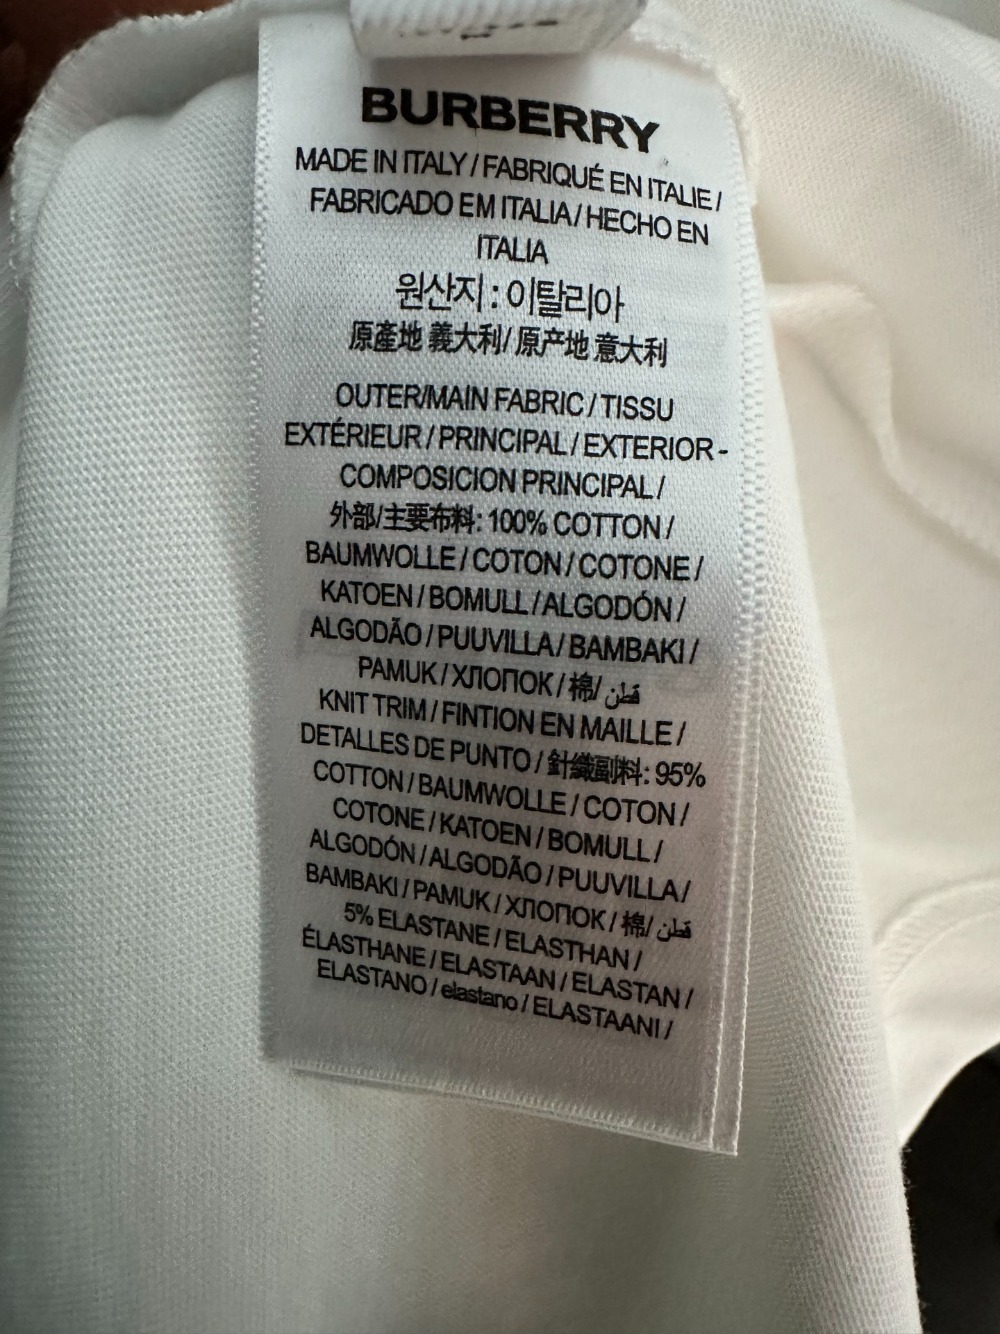 BURBERRY
MADE IN ITALY / FABRIQUÉ EN ITALIE /
FABRICADO EM ITALIA / HECHO EN
ITALIA
원산지 : 이탈리아
原產地 義大利/ 原产地 意大利
OUTER/MAIN FABRIC / TISSU
EXTÉRIEUR / PRINCIPAL / EXTERIOR -
COMPOSICION PRINCIPAL /
外部/主要布料: 100% COTTON /
BAUMWOLLE / COTON / COTONE /
KATOEN / BOMULL / ALGODÓN /
ALGODÃO / PUUVILLA / BAMBAKI /
PAMUK / ХЛОПОК / 棉/ قطن
KNIT TRIM / FINTION EN MAILLE /
DETALLES DE PUNTO / 針織副料: 95%
COTTON / BAUMWOLLE / COTON /
COTONE / KATOEN / BOMULL /
ALGODÓN / ALGODÃO / PUUVILLA /
BAMBAKI / PAMUK / ХЛОПОК / 棉/ قطن
5% ELASTANE / ELASTHAN /
ÉLASTHANE / ELASTAAN / ELASTAN /
ELASTANO / elastano / ELASTAANI /